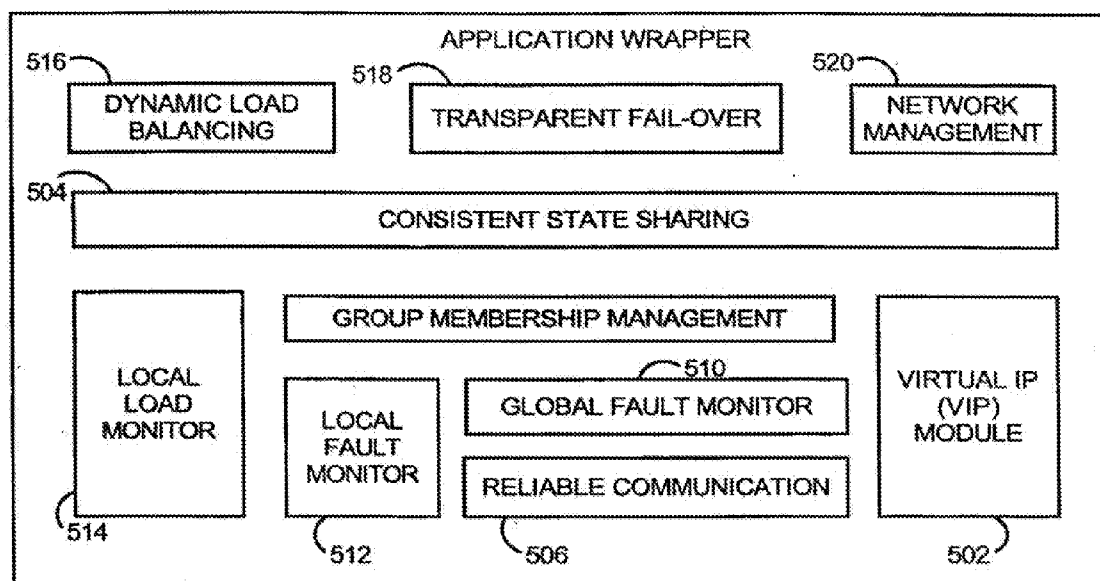 APPLICATION WRAPPER
516
518
520
DYNAMIC LOAD
BALANCING
TRANSPARENT FAIL-OVER
NETWORK
MANAGEMENT
504
CONSISTENT STATE SHARING
GROUP MEMBERSHIP MANAGEMENT
LOCAL
LOAD
MONITOR
510
LOCAL
FAULT
MONITOR
GLOBAL FAULT MONITOR
RELIABLE COMMUNICATION
VIRTUAL IP
(VIP)
MODULE
514
512
506
502